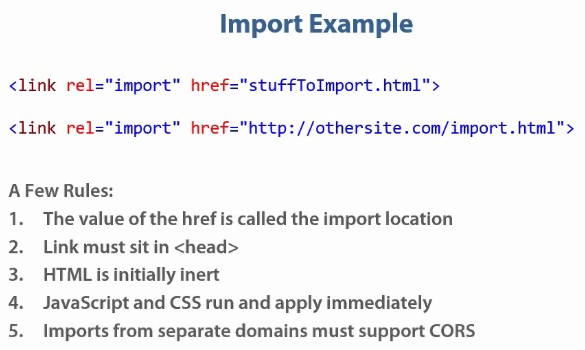 Import Example
<link rel="import" href="stuffToImport.html">
<link rel="import" href="http://othersite.com/import.html">
A Few Rules:
1. The value of the href is called the import location
2. Link must sit in <head>
3. HTML is initially inert
4. JavaScript and CSS run and apply immediately
5. Imports from separate domains must support CORS